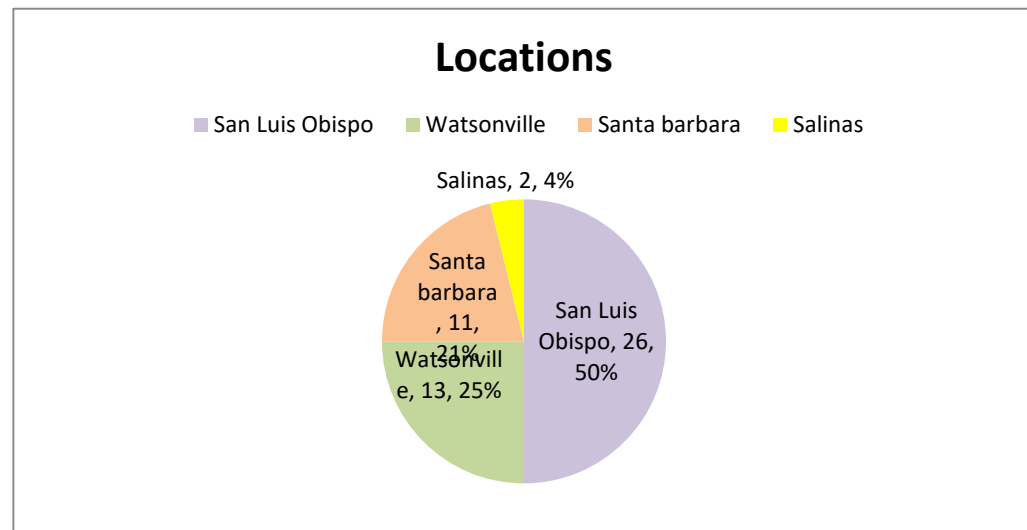 Locations
San Luis Obispo Watsonville Santa barbara Salinas
Salinas, 2, 4%
Santa
barbara
, 11,
21%
Watsonvill
e, 13, 25%
San Luis
Obispo, 26,
50%